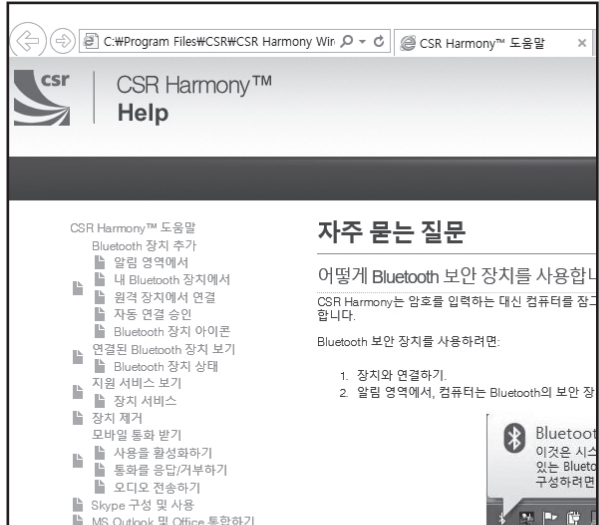 C:₩Program Files₩CSR₩CSR Harmony Wir
CSR Harmony™ 도움말
csr
CSR Harmony™
Help
CSR Harmony™ 도움말
Bluetooth 장치 추가
알림 영역에서
내 Bluetooth 장치에서
원격 장치에서 연결
자동 연결 승인
Bluetooth 장치 아이콘
연결된 Bluetooth 장치 보기
Bluetooth 장치 상태
지원 서비스 보기
장치 서비스
장치 제거
모바일 통화 받기
사용을 활성화하기
통화를 응답/거부하기
오디오 전송하기
Skype 구성 및 사용
MS Outlook 및 Office 통합하기
자주 묻는 질문
어떻게 Bluetooth 보안 장치를 사용합니
CSR Harmony는 암호를 입력하는 대신 컴퓨터를 잠그
합니다.
Bluetooth 보안 장치를 사용하려면:
1. 장치와 연결하기.
2. 알림 영역에서, 컴퓨터는 Bluetooth의 보안 장
Bluetoot
이것은 시스
있는 Blueto
구성하려면